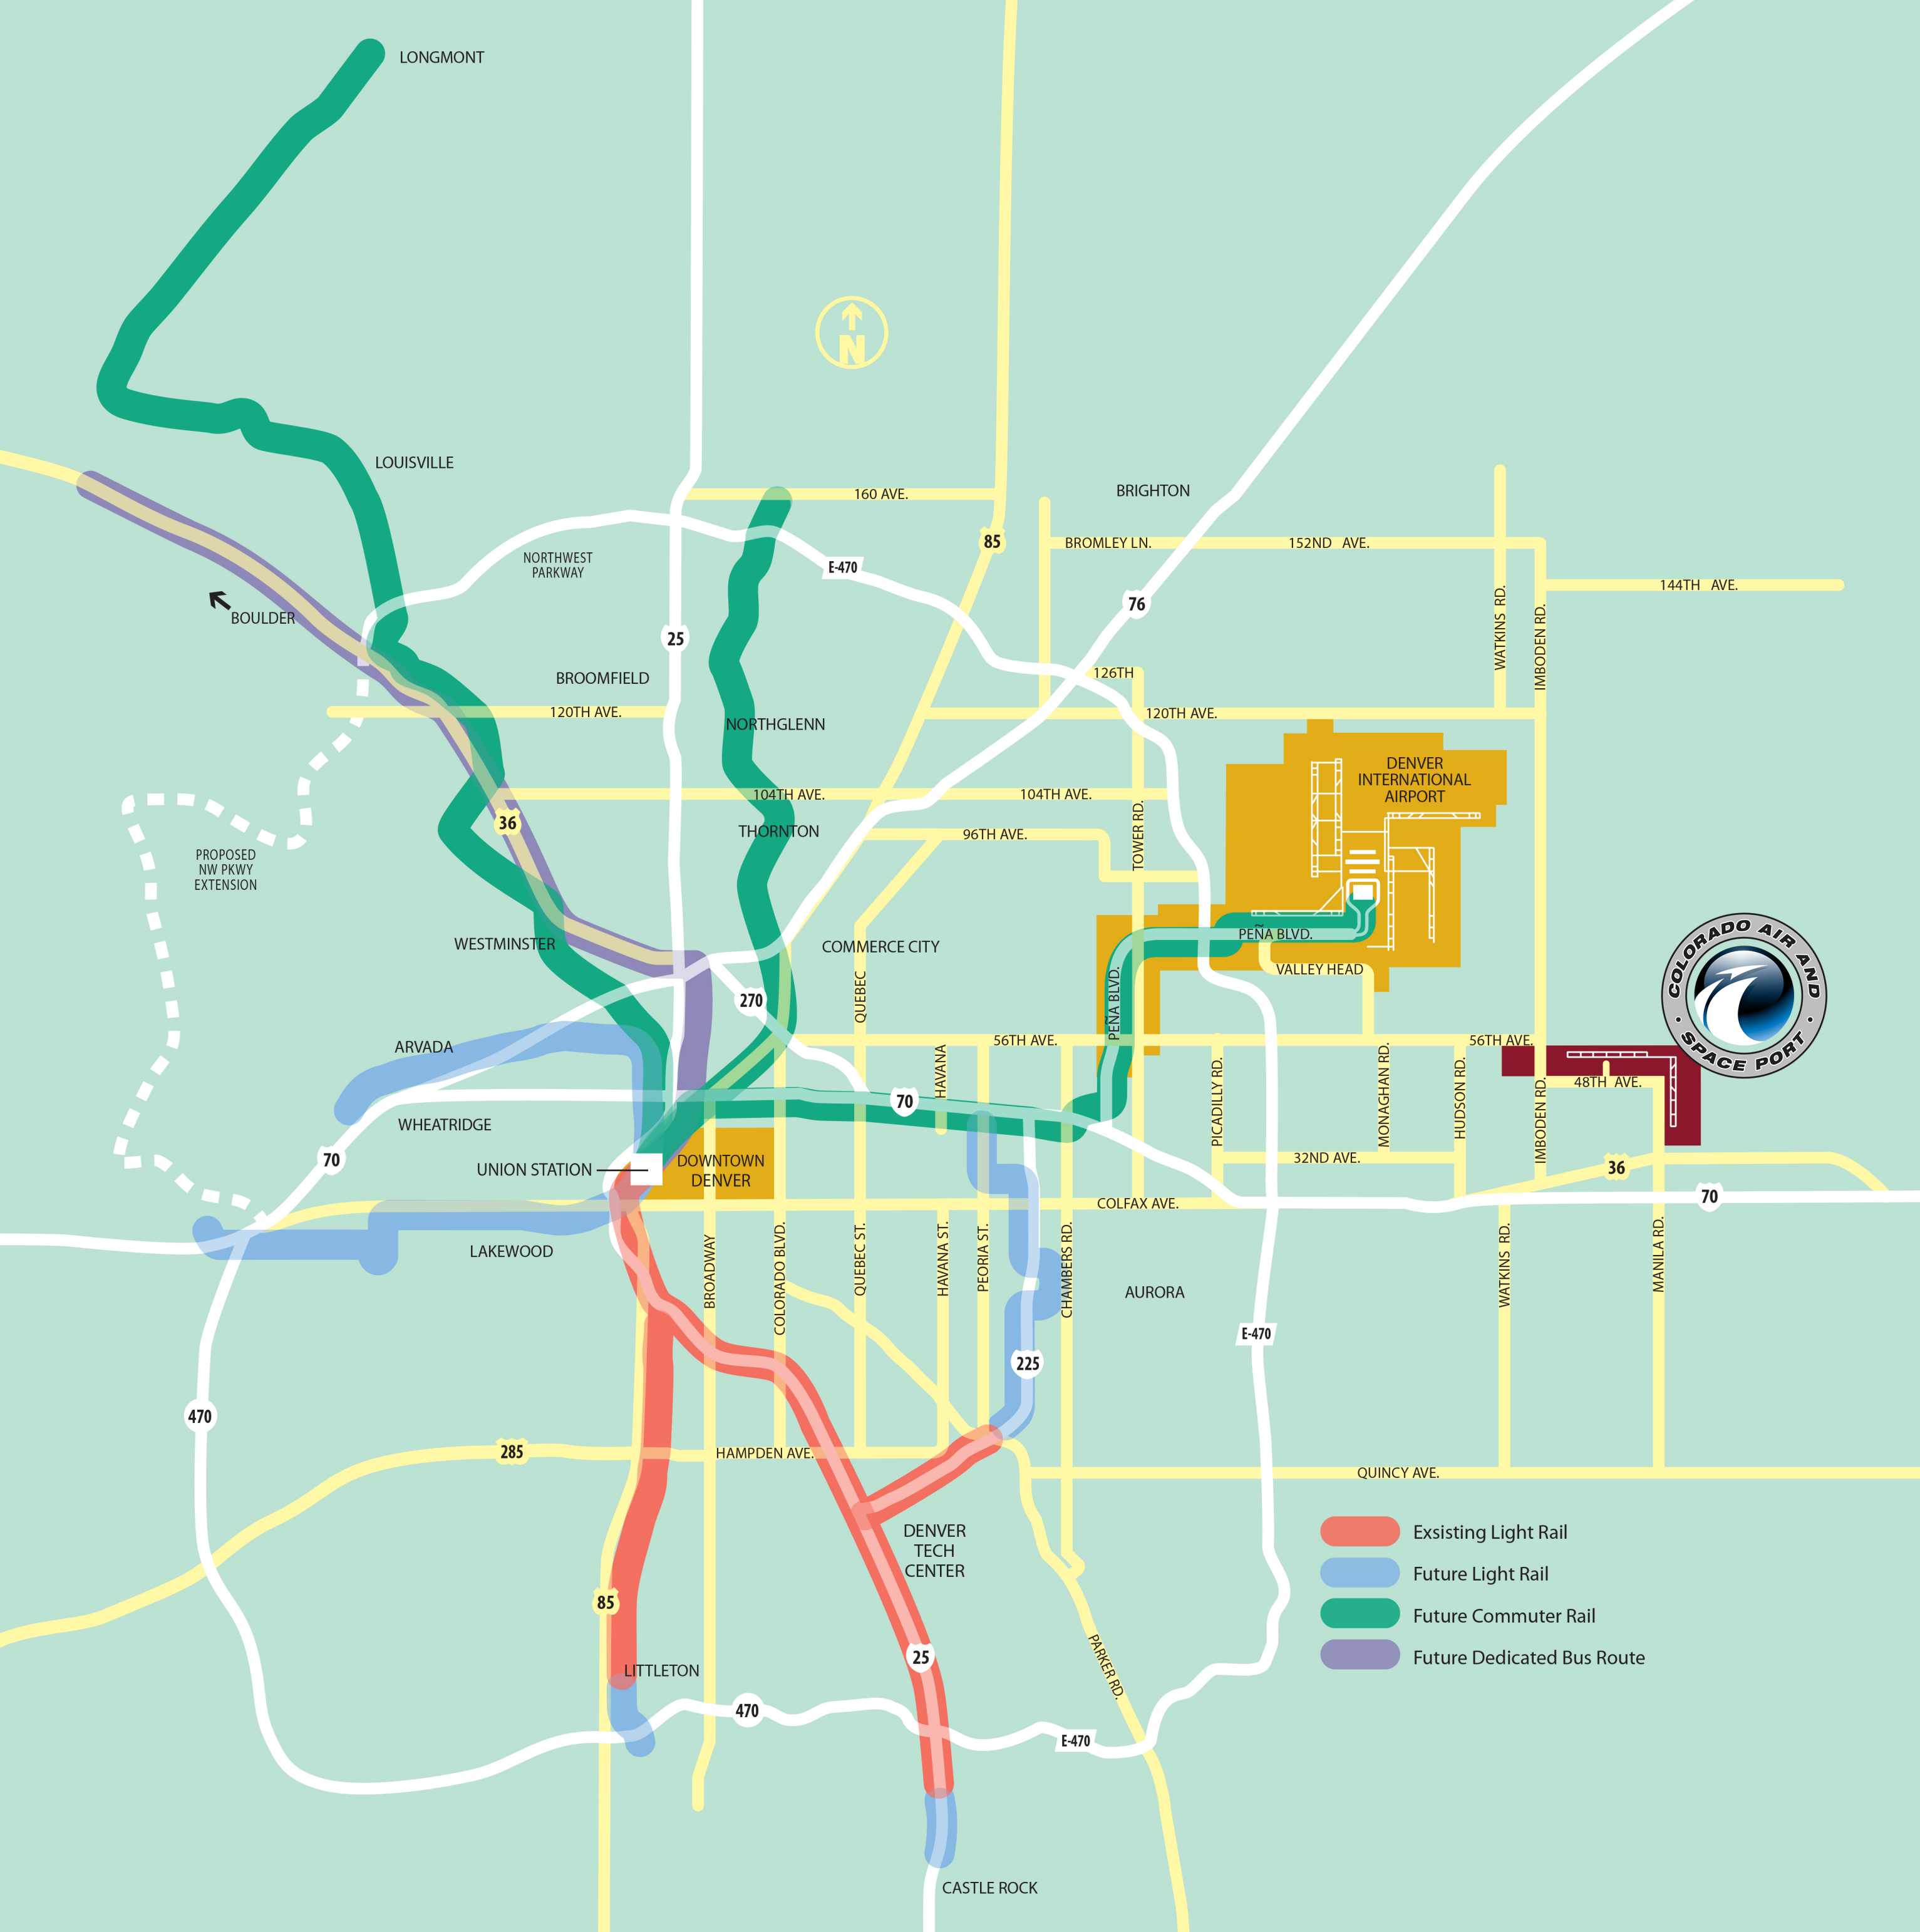 LONGMONT
N
LOUISVILLE
160 AVE.
BRIGHTON
85
BROMLEY LN.
152ND AVE.
NORTHWEST
PARKWAY
E-470
144TH AVE.
BOULDER
76
25
WATKINS RD.
IMBODEN RD.
BROOMFIELD
126TH
120TH AVE.
120TH AVE.
NORTHGLENN
DENVER
INTERNATIONAL
AIRPORT
104TH AVE.
104TH AVE.
36
THORNTON
96TH AVE.
TOWER RD.
PROPOSED
NW PKWY
EXTENSION
WESTMINSTER
COMMERCE CITY
PEÑA BLVD.
VALLEY HEAD
COLORADO AIR AND
SPACE PORT
270
QUEBEC
PEÑA BLVD.
ARVADA
56TH AVE.
56TH AVE.
HAVANA
PICADILLY RD.
MONAGHAN RD.
HUDSON RD.
48TH AVE.
IMBODEN RD.
70
WHEATRIDGE
70
UNION STATION
DOWNTOWN
DENVER
32ND AVE.
36
COLFAX AVE.
70
LAKEWOOD
BROADWAY
COLORADO BLVD.
QUEBEC ST.
HAVANA ST.
PEORIA ST.
CHAMBERS RD.
AURORA
WATKINS RD.
MANILA RD.
E-470
225
470
285
HAMPDEN AVE.
QUINCY AVE.
DENVER
TECH
CENTER
Exsisting Light Rail
Future Light Rail
85
Future Commuter Rail
25
Future Dedicated Bus Route
LITTLETON
PARKER RD.
470
E-470
CASTLE ROCK